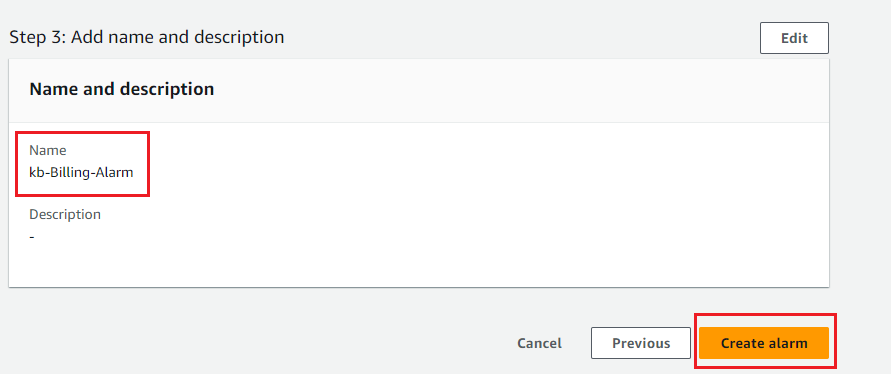 Step 3: Add name and description
Edit
Name and description
Name
kb-Billing-Alarm
Description
-
Cancel
Previous
Create alarm